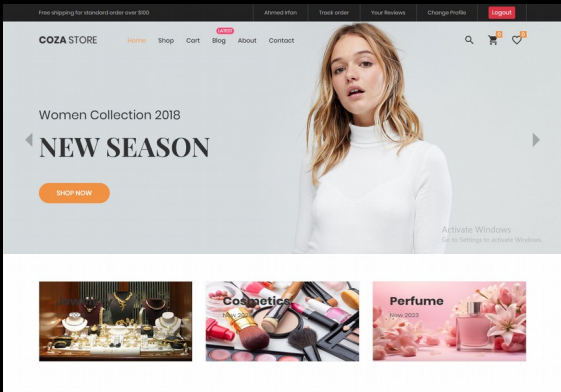 Free shipping for standard order over $100
Ahmed Irfan
Track order
Your Reviews
Change Profile
Logout
COZA STORE
Home
Shop
Cart
LATEST
Blog
About
Contact
0
0
Women Collection 2018
NEW SEASON
SHOP NOW
Activate Windows
Go to Settings to activate Windows.
Cosmetics
New 2023
Perfume
New 2023